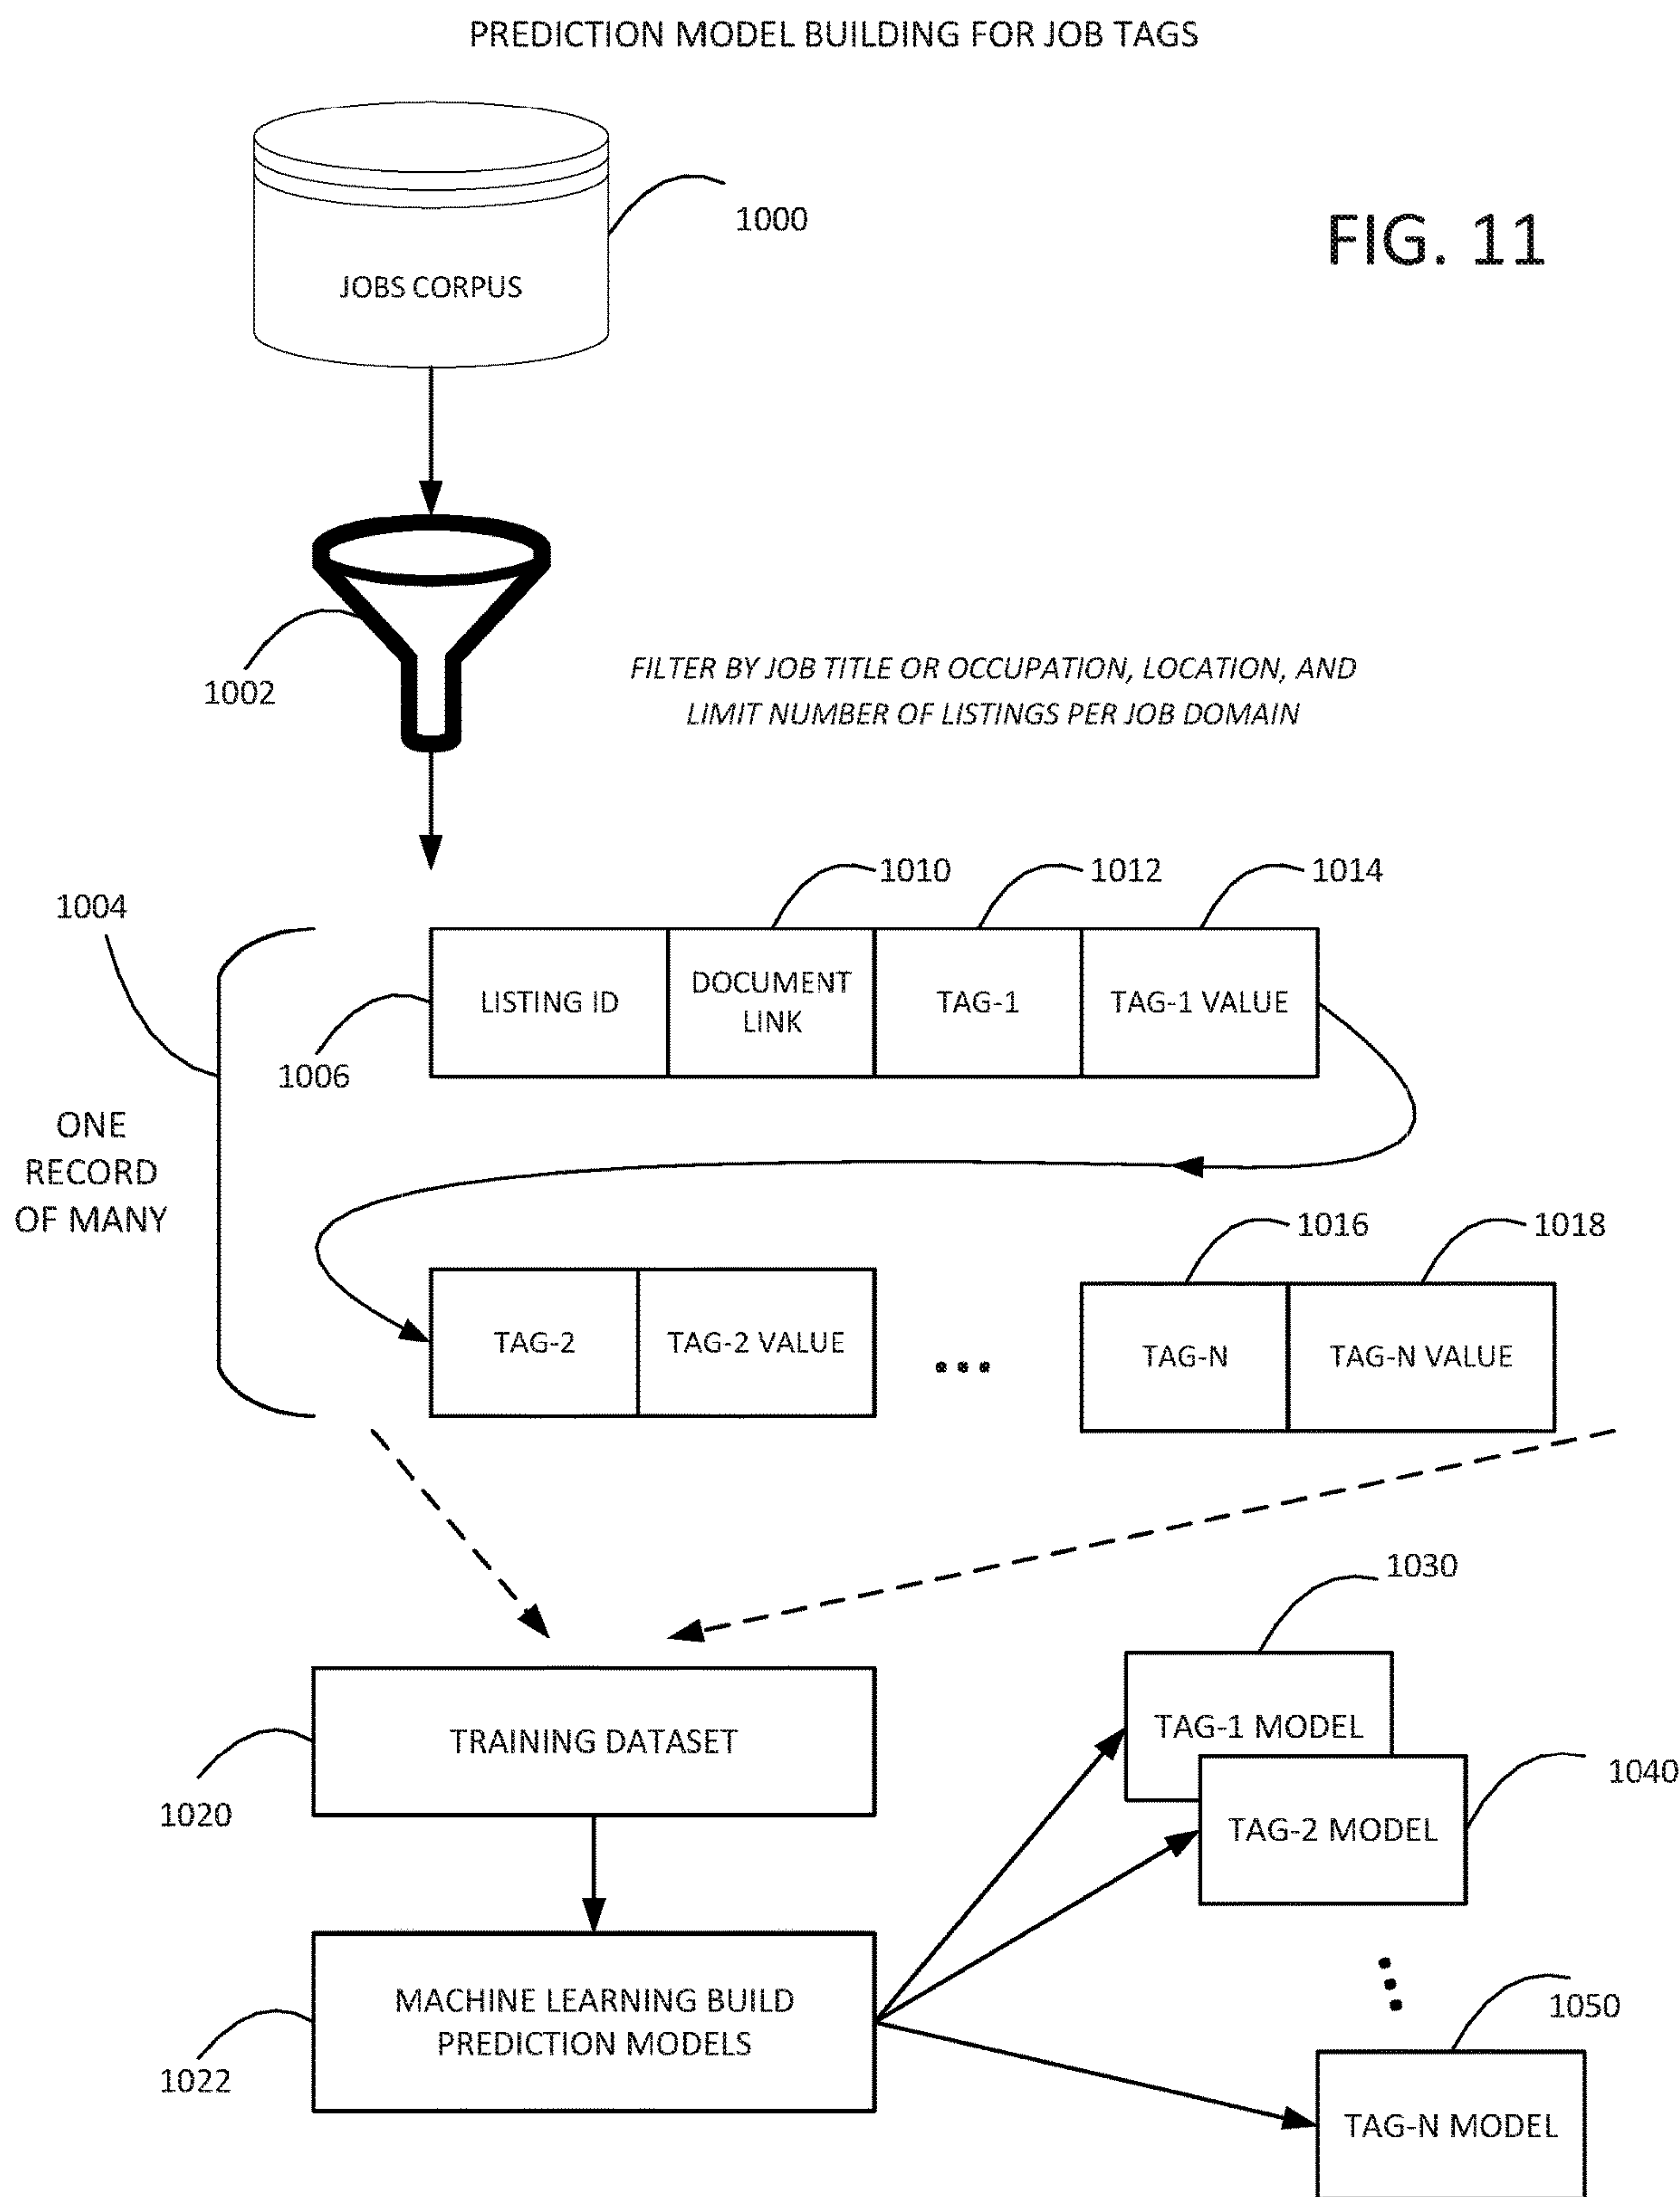 PREDICTION MODEL BUILDING FOR JOB TAGS
1000
FIG. 11
JOBS CORPUS
1002
FILTER BY JOB TITLE OR OCCUPATION, LOCATION, AND
LIMIT NUMBER OF LISTINGS PER JOB DOMAIN
1004
1010
1012
1014
LISTING ID
DOCUMENT
LINK
TAG-1
TAG-1 VALUE
1006
ONE
RECORD
OF MANY
1016
1018
TAG-2
TAG-2 VALUE
...
TAG-N
TAG-N VALUE
1030
TRAINING DATASET
TAG-1 MODEL
1040
1020
TAG-2 MODEL
MACHINE LEARNING BUILD
PREDICTION MODELS
1022
1050
TAG-N MODEL